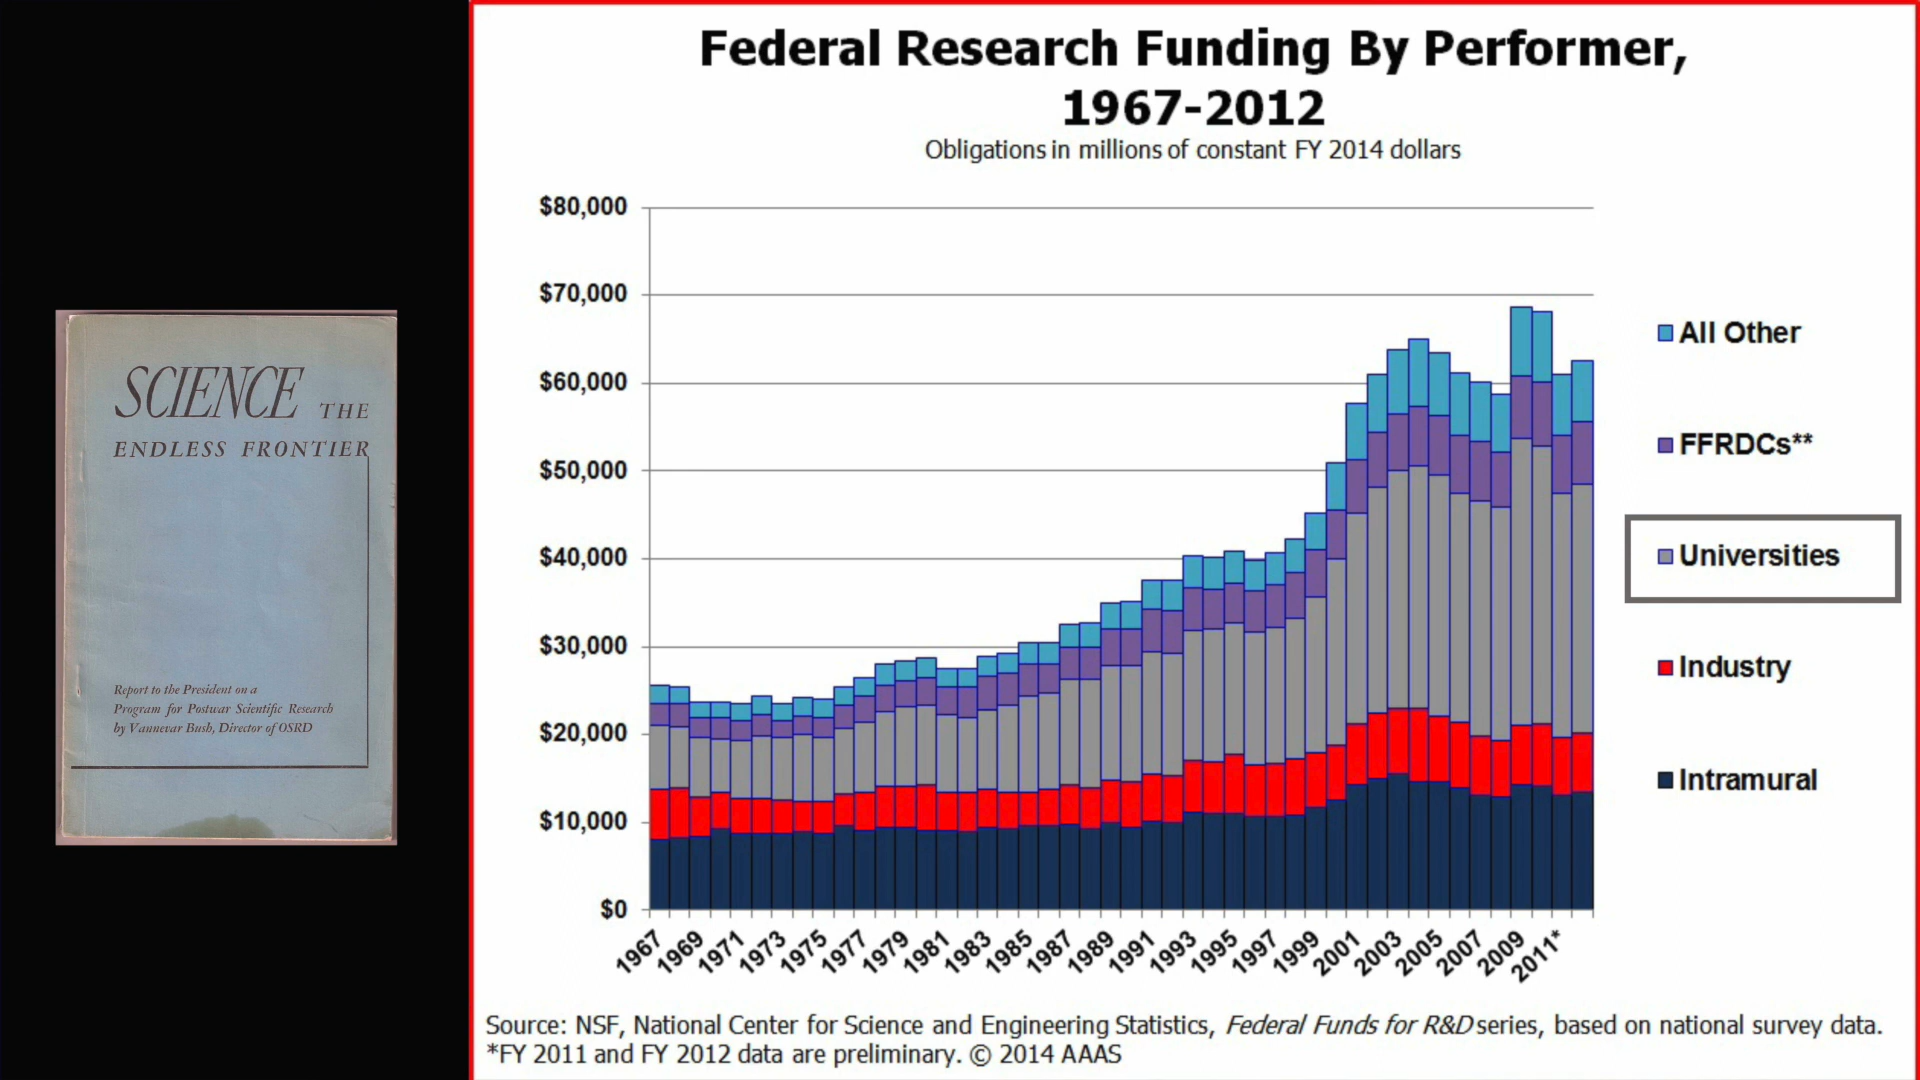 SCIENCE THE
ENDLESS FRONTIER
Report to the President on a
Program for Postwar Scientific Research
by Vannevar Bush, Director of OSRD
Federal Research Funding By Performer,
1967-2012
Obligations in millions of constant FY 2014 dollars
$80,000
$70,000
$60,000
$50,000
$40,000
$30,000
$20,000
$10,000
$0
1967
1969
1971
1973
1975
1977
1979
1981
1983
1985
1987
1989
1991
1993
1995
1997
1999
2001
2003
2005
2007
2009
2011*
All Other
FFRDCs**
Universities
Industry
Intramural
Source: NSF, National Center for Science and Engineering Statistics, Federal Funds for R&D series, based on national survey data.
*FY 2011 and FY 2012 data are preliminary. © 2014 AAAS